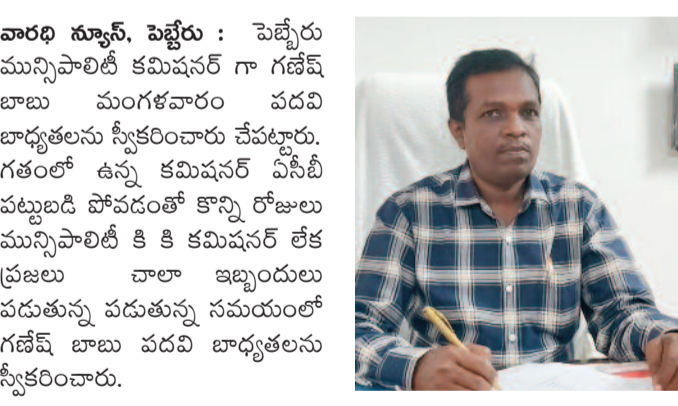 వారధి న్యూస్, పెబ్బేరు : పెబ్బేరు
మున్సిపాలిటీ కమిషనర్ గా గణేష్
బాబు మంగళవారం పదవి
బాధ్యతలను స్వీకరించారు చేపట్టారు.
గతంలో ఉన్న కమిషనర్ ఏసీబీ
పట్టుబడి పోవడంతో కొన్ని రోజులు
మున్సిపాలిటీ కి కి కమిషనర్ లేక
ప్రజలు చాలా ఇబ్బందులు
పడుతున్న పడుతున్న సమయంలో
గణేష్ బాబు పదవి బాధ్యతలను
స్వీకరించారు.